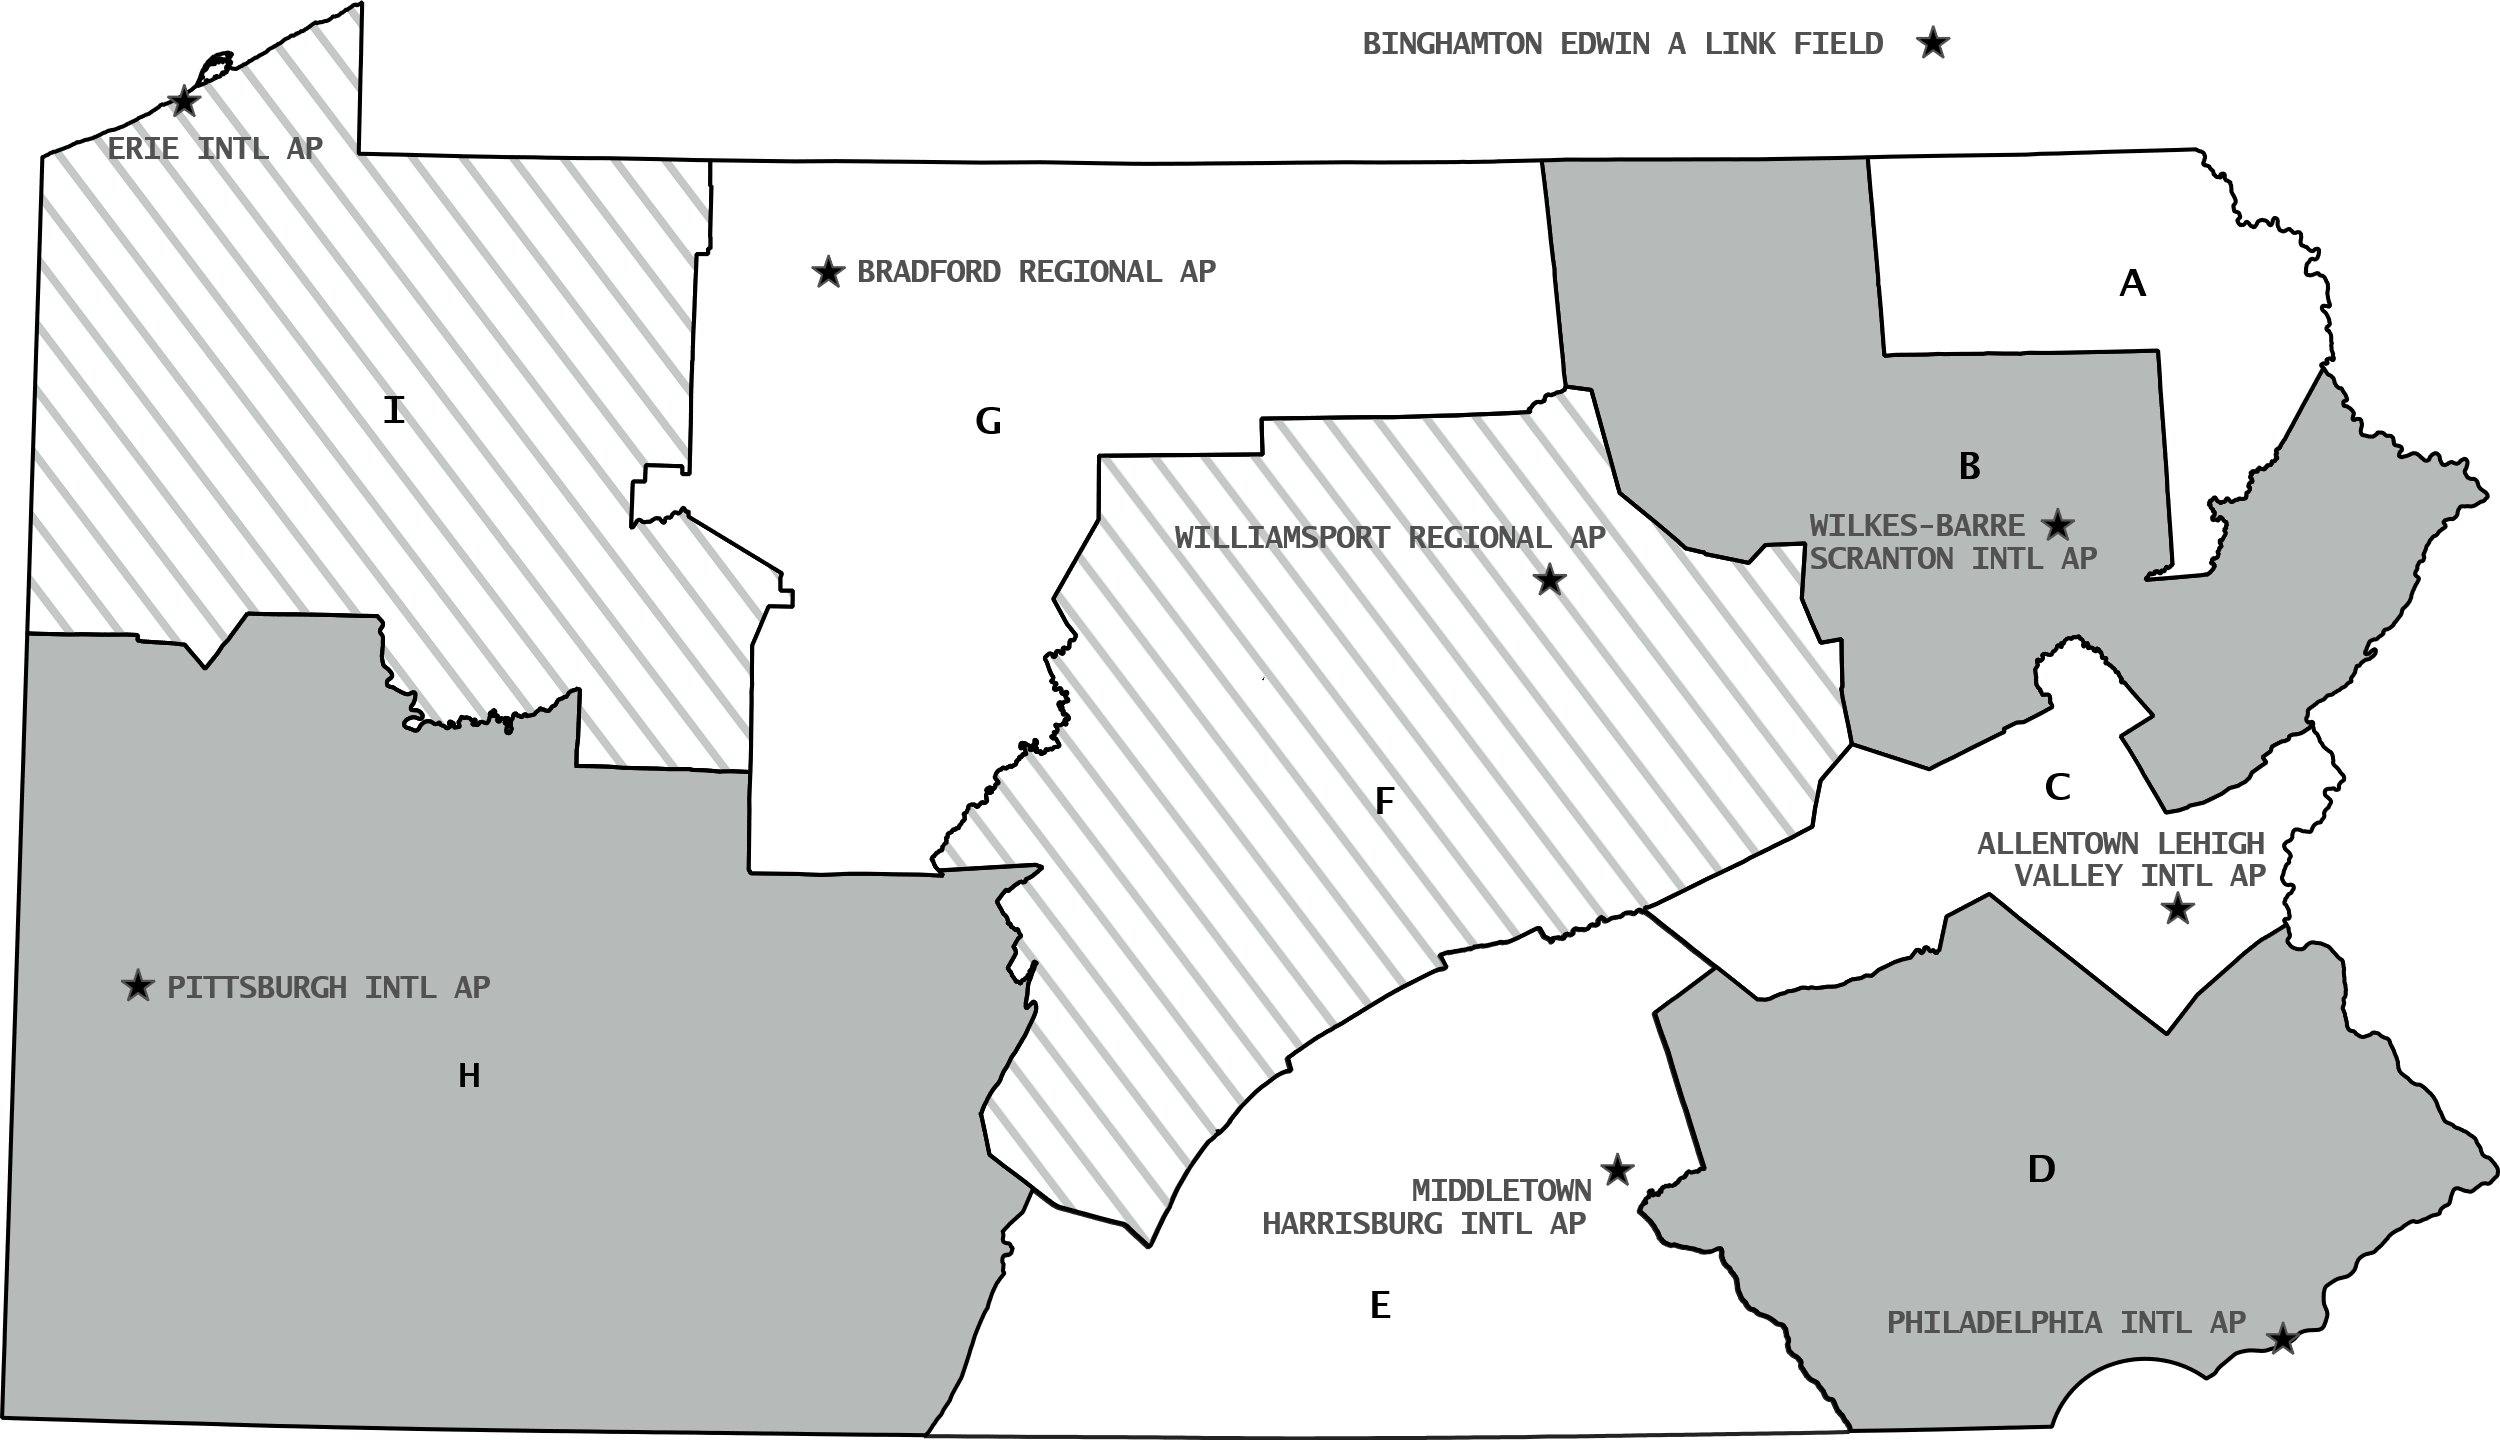 BINGHAMTON EDWIN A LINK FIELD
ERIE INTL AP
BRADFORD REGIONAL AP
A
I
G
B
WILLIAMSPORT REGIONAL AP
WILKES-BARRE
SCRANTON INTL AP
F
C
ALLENTOWN LEHIGH
VALLEY INTL AP
PITTSBURGH INTL AP
H
D
MIDDLETOWN
HARRISBURG INTL AP
E
PHILADELPHIA INTL AP